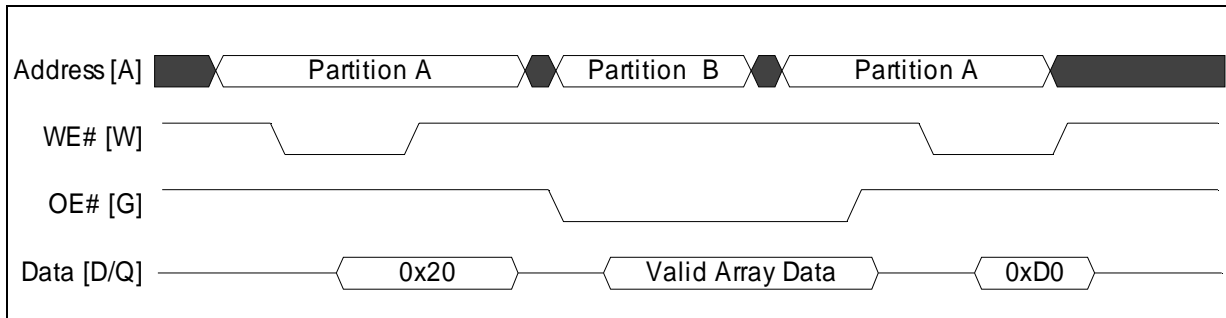 Address [A] Partition A Partition B Partition A
WE# [W]
OE# [G]
Data [D/Q] 0x20 Valid Array Data 0xD0